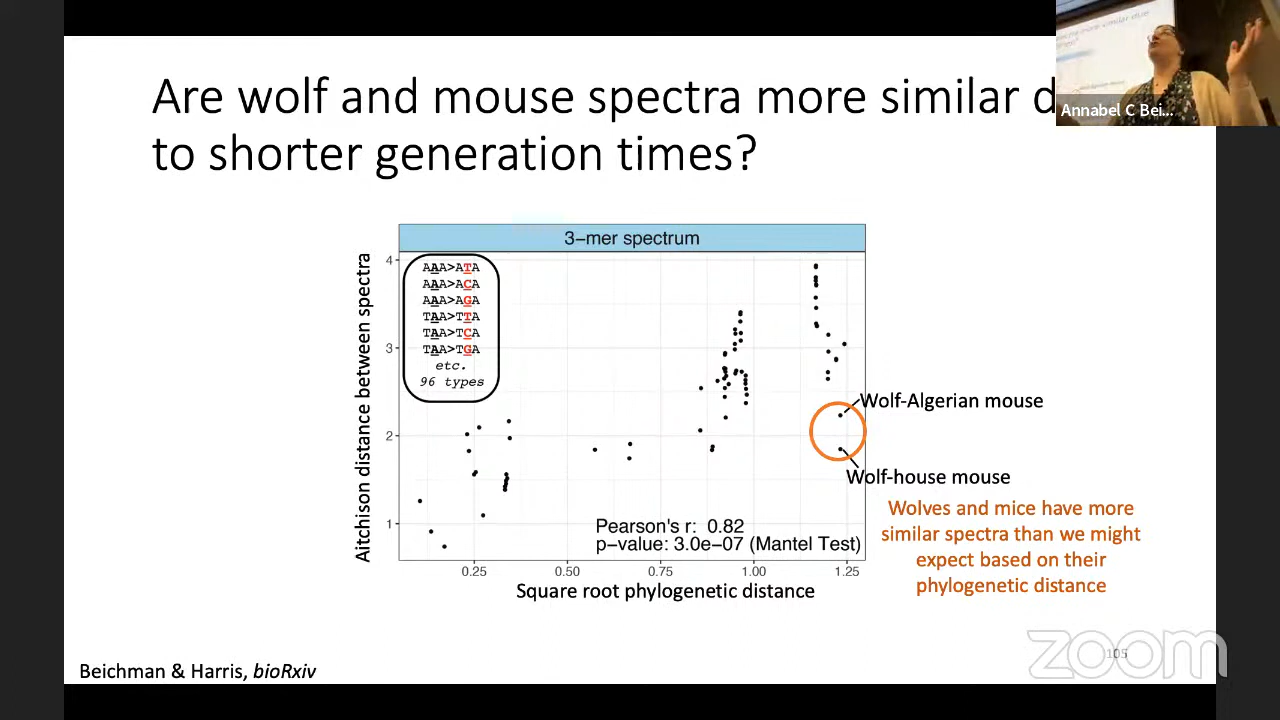 Are wolf and mouse spectra more similar d
to shorter generation times?
Annabel C Bei...
3-mer spectrum
AAA>ATA
AAA>ACA
AAA>AGA
TAA>TTA
TAA>TCA
TAA>TGA
etc.
96 types
Aitchison distance between spectra
4
3
2
1
Wolf-Algerian mouse
Wolf-house mouse
Wolves and mice have more
similar spectra than we might
expect based on their
phylogenetic distance
Pearson's r: 0.82
p-value: 3.0e-07 (Mantel Test)
0.25 0.50 0.75 1.00 1.25
Square root phylogenetic distance
Beichman & Harris, bioRxiv
105
zoom